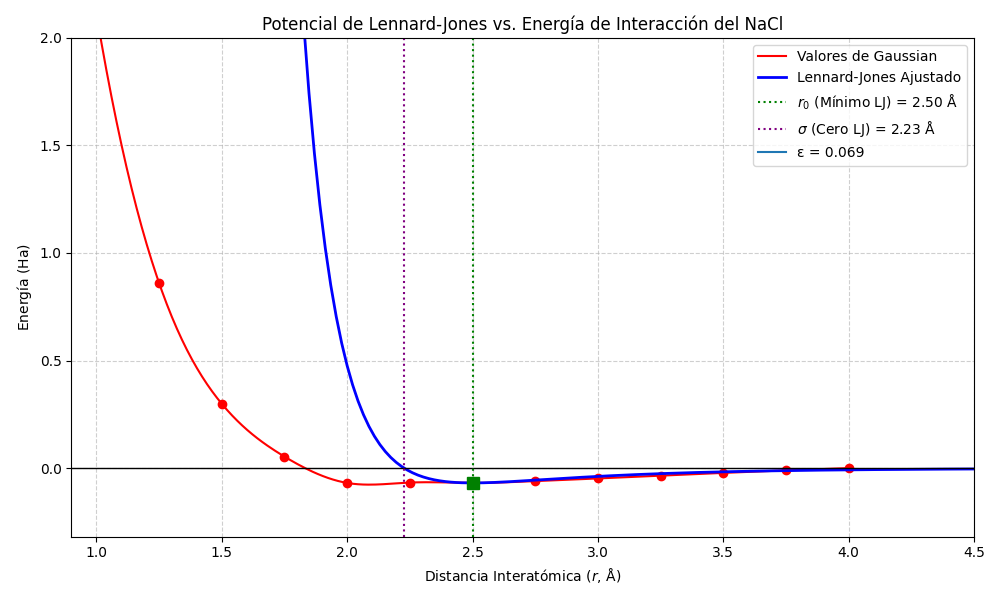 Potencial de Lennard-Jones vs. Energía de Interacción del NaCl
Valores de Gaussian
Lennard-Jones Ajustado
r₀ (Mínimo LJ) = 2.50 Å
σ (Cero LJ) = 2.23 Å
ε = 0.069
Energía (Ha)
2.0
1.5
1.0
0.5
0.0
1.0 1.5 2.0 2.5 3.0 3.5 4.0 4.5
Distancia Interatómica (r, Å)